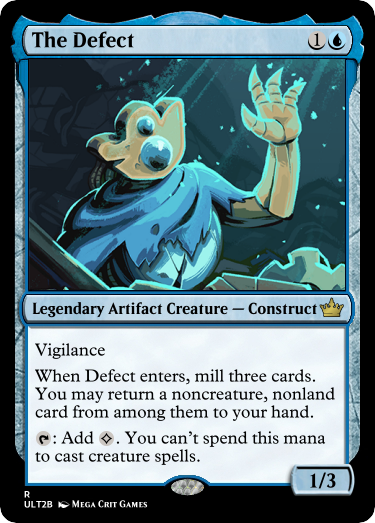 The Defect 1
Legendary Artifact Creature — Construct
Vigilance
When Defect enters, mill three cards.
You may return a noncreature, nonland
card from among them to your hand.
: Add . You can't spend this mana
to cast creature spells.
1/3
R
ULT2B Mega Crit Games